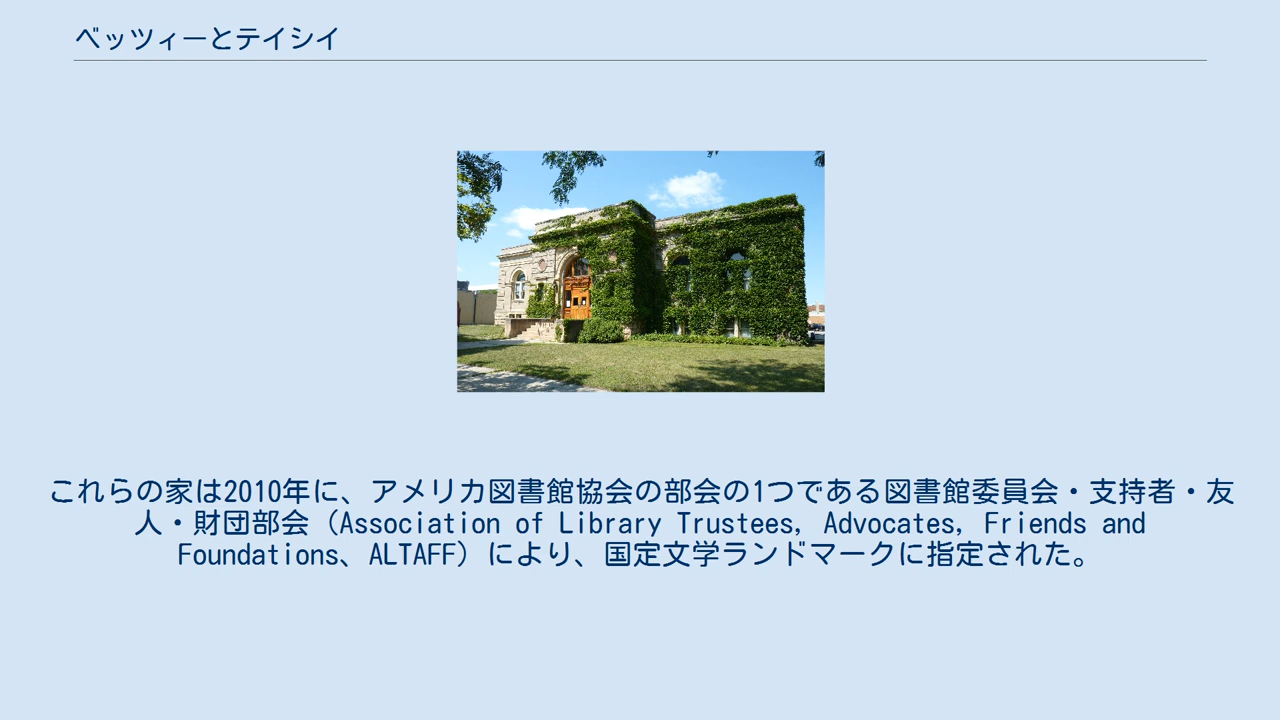 ベッツィーとテイシイ
これらの家は2010年に、アメリカ図書館協会の部会の1つである図書館委員会・支持者・友
人・財団部会（Association of Library Trustees, Advocates, Friends and
Foundations、ALTAFF）により、国定文学ランドマークに指定された。